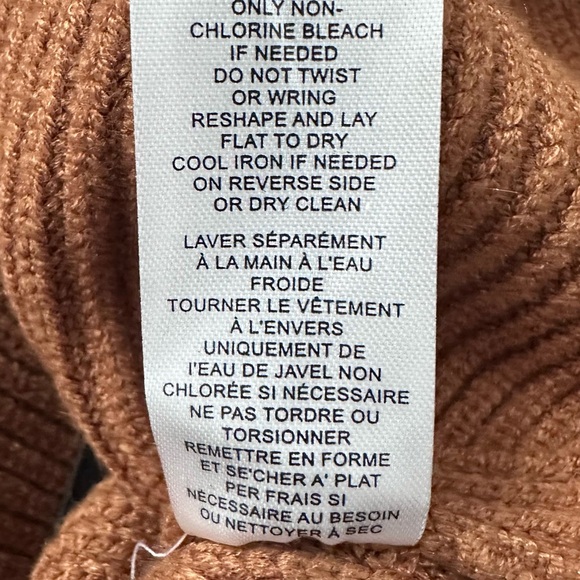 ONLY NON-
CHLORINE BLEACH
IF NEEDED
DO NOT TWIST
OR WRING
RESHAPE AND LAY
FLAT TO DRY
COOL IRON IF NEEDED
ON REVERSE SIDE
OR DRY CLEAN
LAVER SÉPARÉMENT
À LA MAIN À L'EAU
FROIDE
TOURNER LE VÊTEMENT
À L'ENVERS
UNIQUEMENT DE
l'EAU DE JAVEL NON
CHLORÉE SI NÉCESSAIRE
NE PAS TORDRE OU
TORSIONNER
REMETTRE EN FORME
ET SE'CHER A' PLAT
PER FRAIS SI
NÉCESSAIRE AU BESOIN
OU NETTOYER À SEC